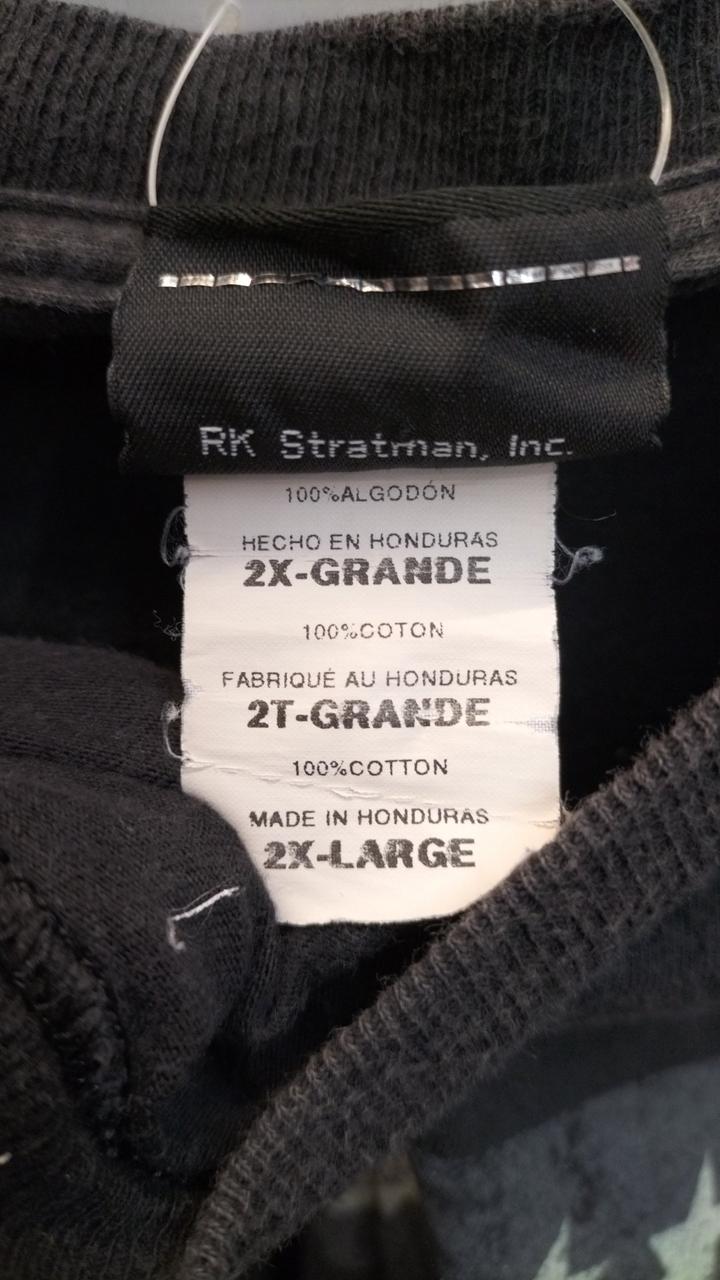 RK Stratman, Inc.
100%ALGODÓN
HECHO EN HONDURAS
2X-GRANDE
100%COTON
FABRIQUÉ AU HONDURAS
2T-GRANDE
100%COTTON
MADE IN HONDURAS
2X-LARGE